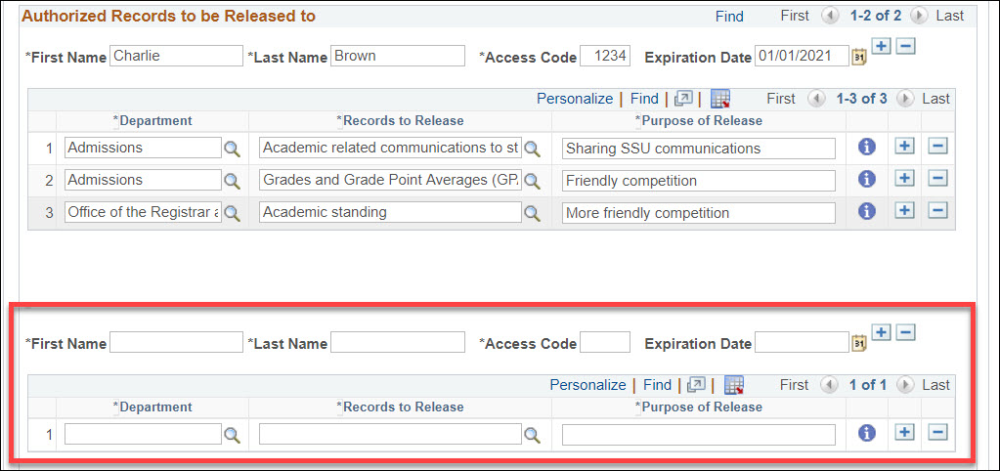 Authorized Records to be Released to Find First 1-2 of 2 Last
*First Name Charlie *Last Name Brown *Access Code 1234 Expiration Date 01/01/2021 31
Personalize | Find | | First 1-3 of 3 Last
*Department *Records to Release *Purpose of Release
1 Admissions Academic related communications to st Sharing SSU communications
2 Admissions Grades and Grade Point Averages (GP, Friendly competition
3 Office of the Registrar a Academic standing More friendly competition
*First Name *Last Name *Access Code Expiration Date 31
Personalize | Find | | First 1 of 1 Last
*Department *Records to Release *Purpose of Release
1